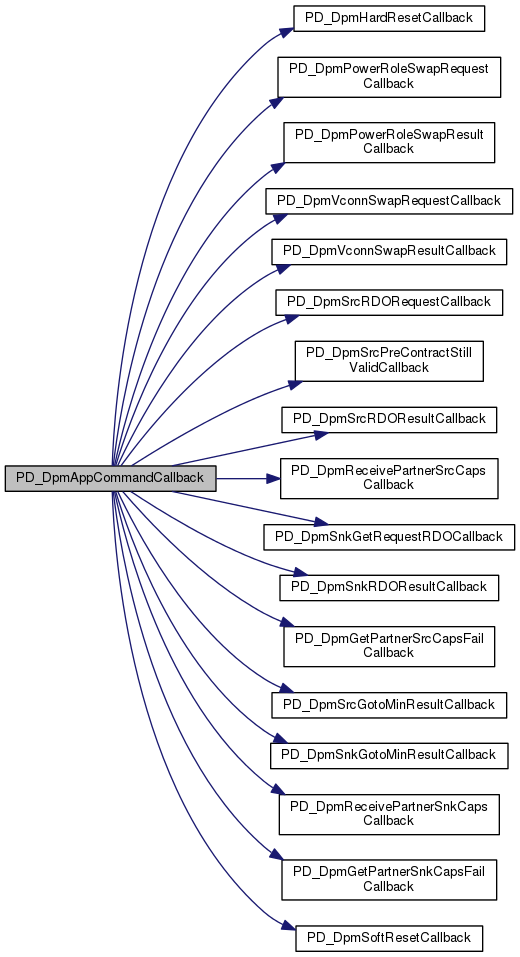 PD_DpmHardResetCallback
PD_DpmPowerRoleSwapRequest
Callback
PD_DpmPowerRoleSwapResult
Callback
PD_DpmVconnSwapRequestCallback
PD_DpmVconnSwapResultCallback
PD_DpmSrcRDORequestCallback
PD_DpmSrcPreContractStill
ValidCallback
PD_DpmSrcRDOResultCallback
PD_DpmAppCommandCallback
PD_DpmReceivePartnerSrcCaps
Callback
PD_DpmSnkGetRequestRDOCallback
PD_DpmSnkRDOResultCallback
PD_DpmGetPartnerSrcCapsFail
Callback
PD_DpmSrcGotoMinResultCallback
PD_DpmSnkGotoMinResultCallback
PD_DpmReceivePartnerSnkCaps
Callback
PD_DpmGetPartnerSnkCapsFail
Callback
PD_DpmSoftResetCallback